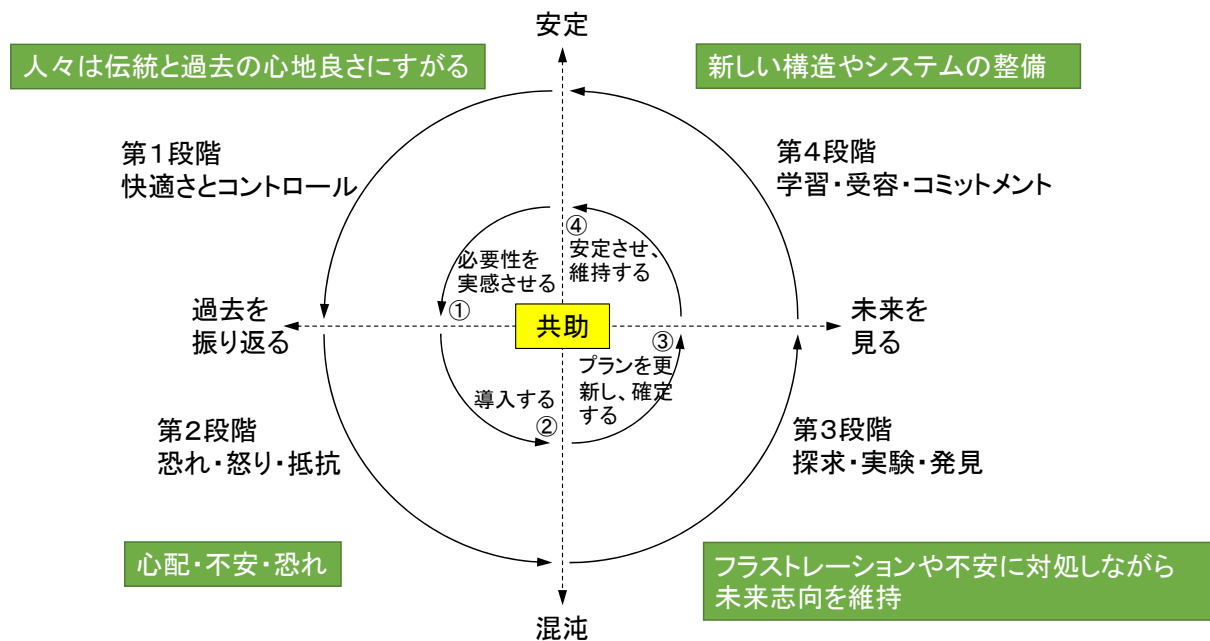 安定
人々は伝統と過去の心地良さにすがる
新しい構造やシステムの整備
第1段階
快適さとコントロール
第4段階
学習・受容・コミットメント
④
安定させ、
維持する
必要性を
実感させる
①
過去を
振り返る
共助
未来を
見る
③
プランを更
新し、確定
する
導入する
②
第2段階
恐れ・怒り・抵抗
第3段階
探求・実験・発見
心配・不安・恐れ
フラストレーションや不安に対処しながら
未来志向を維持
混沌